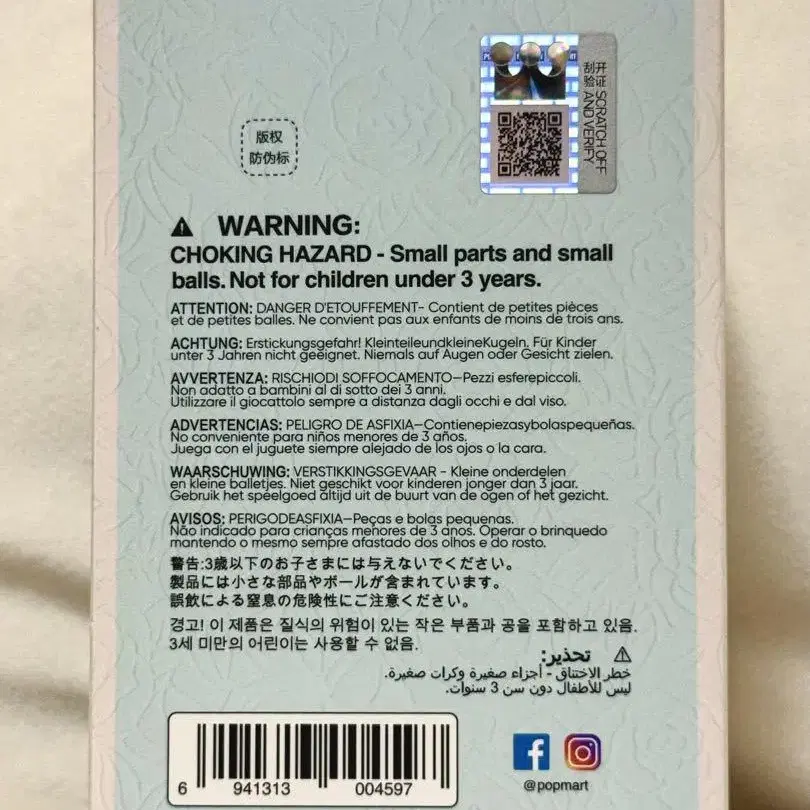 开 SCRATCH OFF
刮 证 AND VERIFY
验
版权
防伪标
WARNING:
CHOKING HAZARD - Small parts and small
balls. Not for children under 3 years.
ATTENTION: DANGER D'ETOUFFEMENT- Contient de petites pièces
et de petites balles. Ne convient pas aux enfants de moins de trois ans.
ACHTUNG: Erstickungsgefahr! KleinteileundkleineKugeln. Für Kinder
unter 3 Jahren nicht geeignet. Niemals auf Augen oder Gesicht zielen.
AVVERTENZA: RISCHIODI SOFFOCAMENTO—Pezzi esferepiccoli.
Non adatto a bambini al di sotto dei 3 anni.
Utilizzare il giocattolo sempre a distanza dagli occhi e dal viso.
ADVERTENCIAS: PELIGRO DE ASFIXIA—Contienepiezasybolaspequeñas.
No conveniente para niños menores de 3 años.
Juega con el juguete siempre alejado de los ojos o la cara.
WAARSCHUWING: VERSTIKKINGSGEVAAR - Kleine onderdelen
en kleine balletjes. Niet geschikt voor kinderen jonger dan 3 jaar.
Gebruik het speelgoed altijd uit de buurt van de ogen of het gezicht.
AVISOS: PERIGODEASFIXIA—Peças e bolas pequenas.
Não indicado para crianças menores de 3 anos. Operar o brinquedo
mantendo o mesmo sempre afastado dos olhos e do rosto.
警告:3歳以下のお子さまには与えないでください。
製品には小さな部品やボールが含まれています。
誤飲による窒息の危険性にご注意ください。
경고! 이 제품은 질식의 위험이 있는 작은 부품과 공을 포함하고 있음.
3세 미만의 어린이는 사용할 수 없음.
تحذير:
خطر الاختناق - أجزاء صغيرة وكرات صغيرة.
ليس للأطفال دون سن 3 سنوات.
6 941313 004597
@popmart